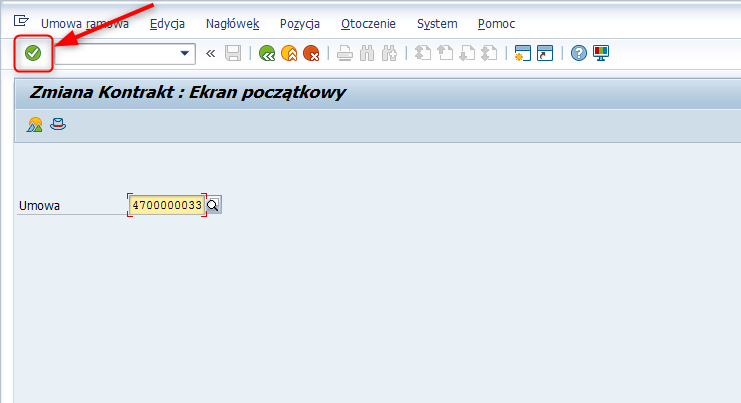 Umowa ramowa Edycja Nagłówek Pozycja Otoczenie System Pomoc
«
Zmiana Kontrakt : Ekran początkowy
Umowa 4700000033